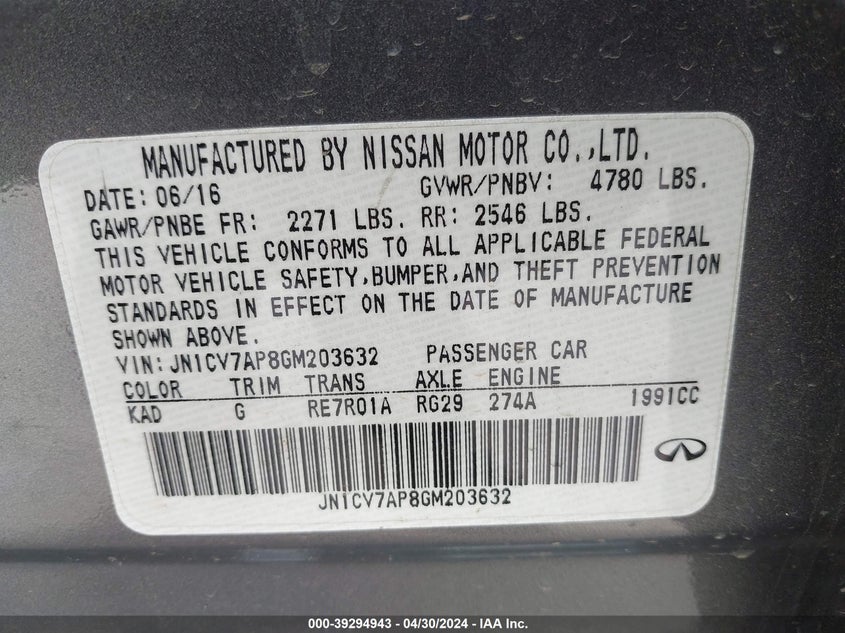 MANUFACTURED BY NISSAN MOTOR CO.,LTD.
DATE: 06/16 GVWR/PNBV: 4780 LBS.
GAWR/PNBE FR: 2271 LBS. RR: 2546 LBS.
THIS VEHICLE CONFORMS TO ALL APPLICABLE FEDERAL
MOTOR VEHICLE SAFETY,BUMPER,AND THEFT PREVENTION
STANDARDS IN EFFECT ON THE DATE OF MANUFACTURE
SHOWN ABOVE.
VIN:JN1CV7AP8GM203632 PASSENGER CAR
COLOR TRIM TRANS AXLE ENGINE
KAD G RE7R01A RG29 274A 1991CC
JN1CV7AP8GM203632
000-39294943 - 04/30/2024 - IAA Inc.